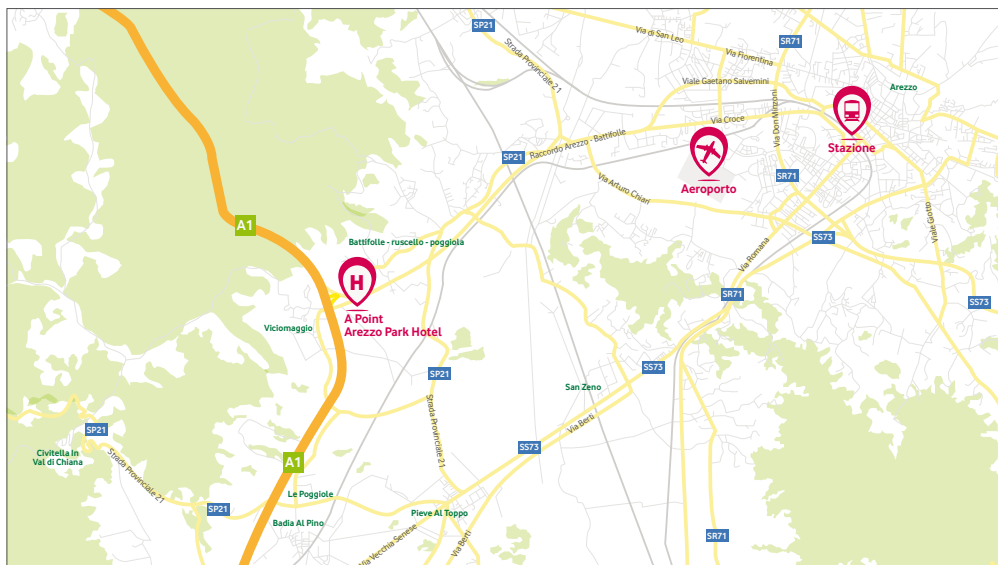 SP21
Via di San Leo
SR71
Strada Provinciale 21
Via Fiorentina
Viale Gaetano Salvemini
Arezzo
Via Croce
Via Don Minzoni
Stazione
Raccordo Arezzo - Battifolle
SP21
Aeroporto
SR71
Via Arturo Chiari
Viale Giotto
A1
SS73
Battifolle - ruscello - poggiola
Via Romana
H
A Point
Arezzo Park Hotel
SR71
SS73
Viciomaggio
SP21
SS73
San Zeno
Strada Provinciale 21
Via Berti
SP21
SS73
Civitella In
Val di Chiana
A1
Strada Provinciale 21
Le Poggiole
SP21
Pieve Al Toppo
Badia Al Pino
Via Vecchia Senese
Via Berti
SR71